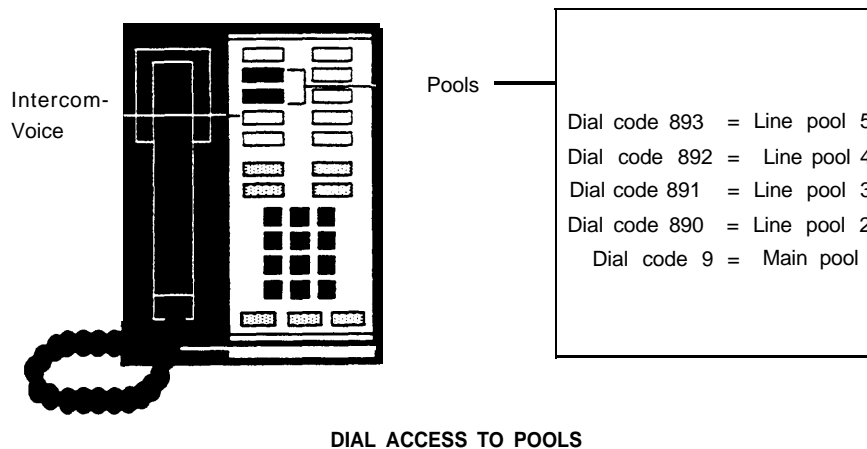 Intercom-
Voice
Pools
Dial code 893 = Line pool 5
Dial code 892 = Line pool 4
Dial code 891 = Line pool 3
Dial code 890 = Line pool 2
Dial code 9 = Main pool
DIAL ACCESS TO POOLS